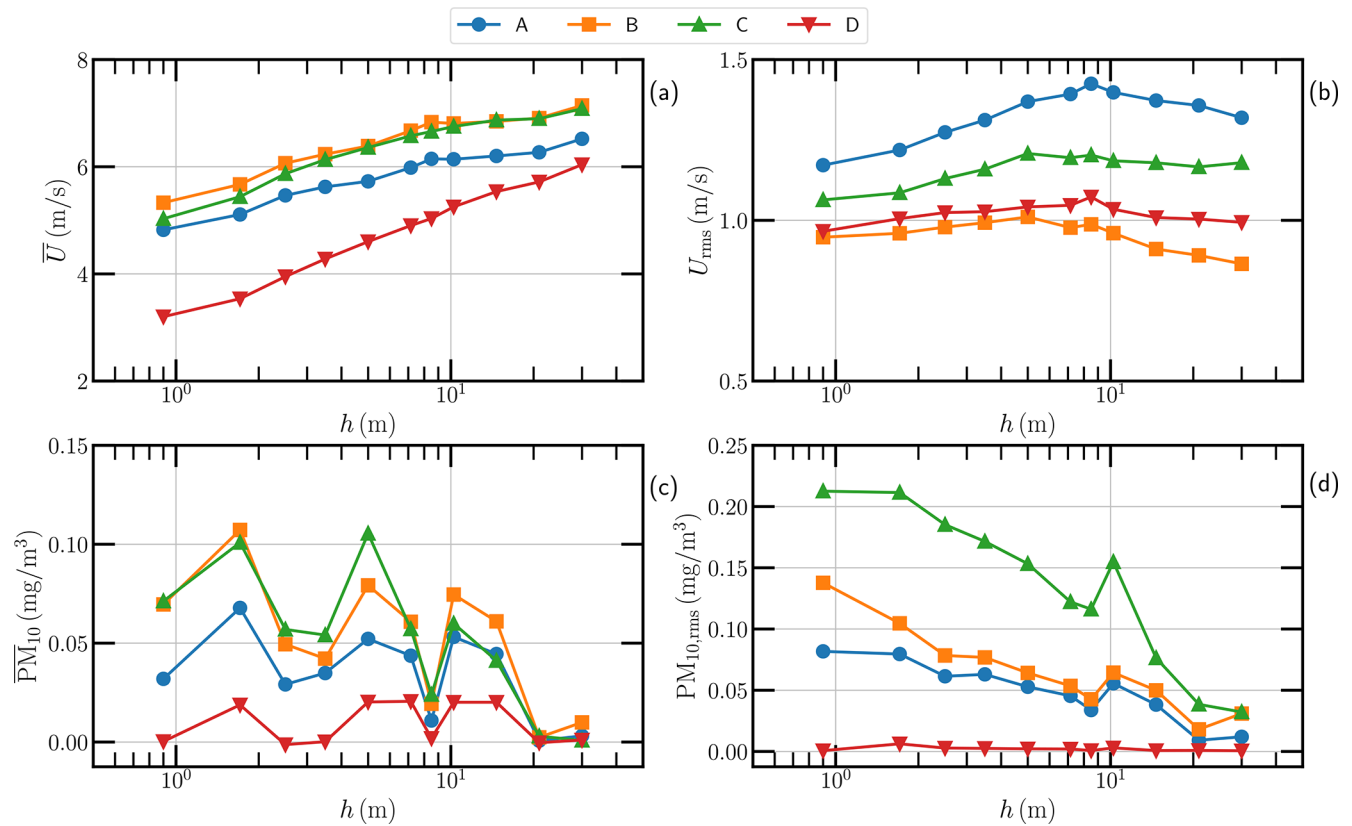 A B C D
8
6
4
2
U̅ (m/s)
10⁰ 10¹
h (m)
(a)
1.5
1.0
0.5
U_rms (m/s)
10⁰ 10¹
h (m)
(b)
0.15
0.10
0.05
0.00
P̅M̅₁₀ (mg/m³)
10⁰ 10¹
h (m)
(c)
0.25
0.20
0.15
0.10
0.05
0.00
PM₁₀,rms (mg/m³)
10⁰ 10¹
h (m)
(d)